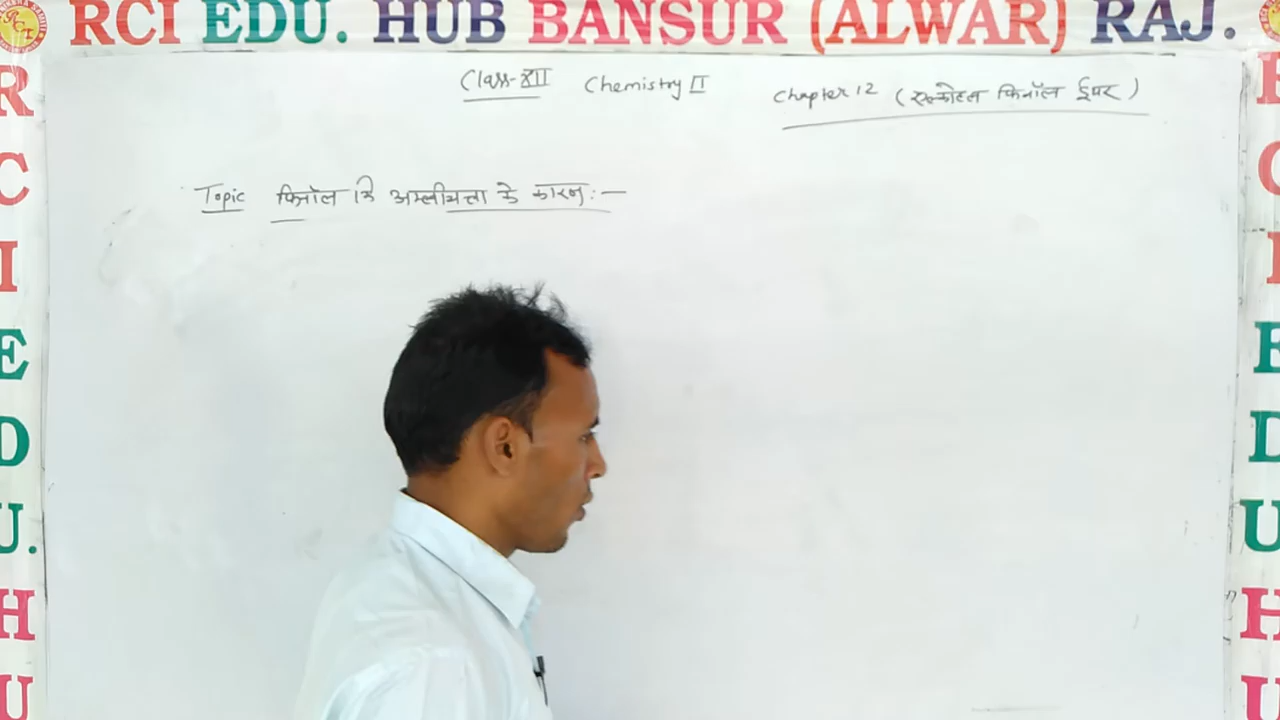 RCI EDU. HUB BANSUR (ALWAR) RAJ.
Class-XII Chemistry II Chapter 12 (एल्कोहल फिनॉल ईथर)
Topic फिनॉल कि अम्लीयता के कारण:—
R
C
I
E
D
U.
H
U
R
C
I
E
D
U
H
U